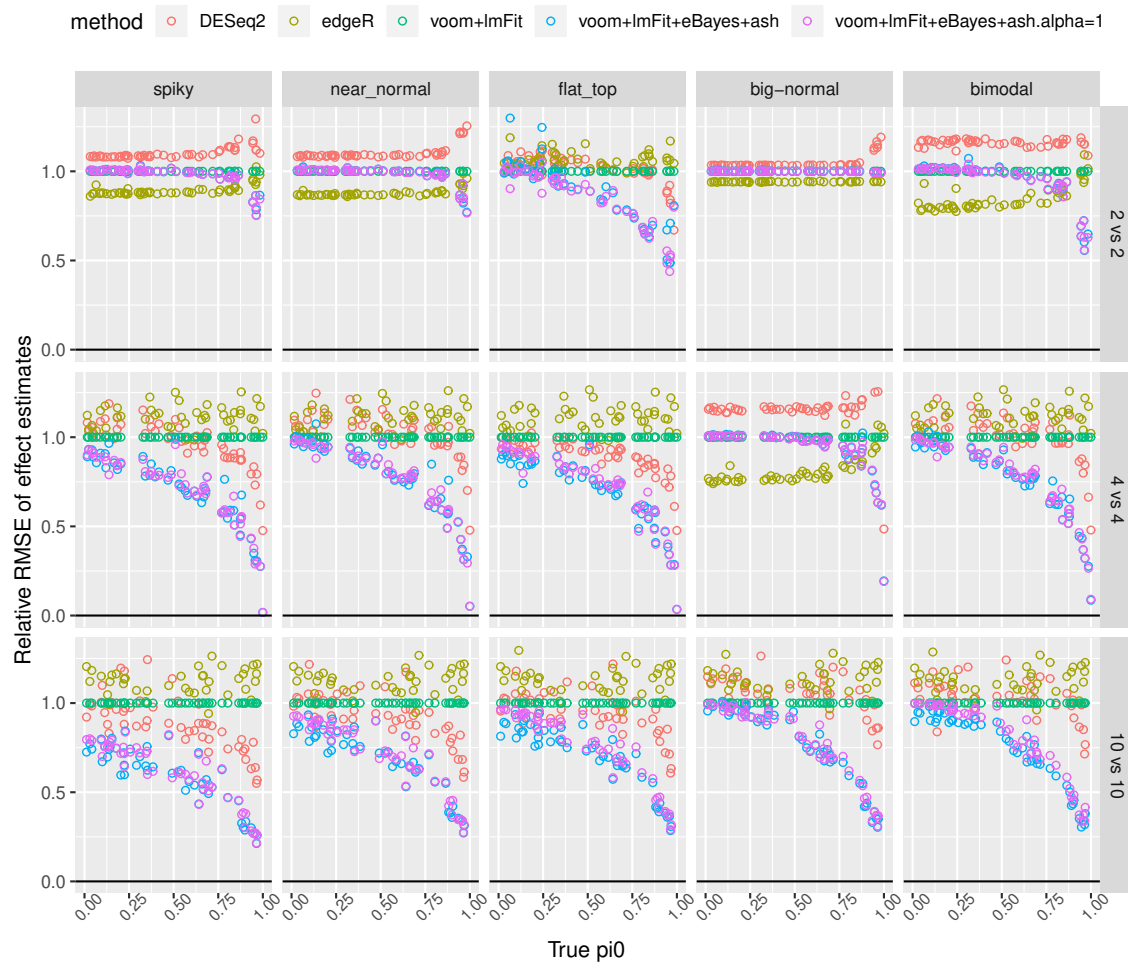 method DESeq2 edgeR voom+lmFit voom+lmFit+eBayes+ash voom+lmFit+eBayes+ash.alpha=1
spiky near_normal flat_top big−normal bimodal
Relative RMSE of effect estimates
1.0
0.5
0.0
2 vs 2
1.0
0.5
0.0
4 vs 4
1.0
0.5
0.0
10 vs 10
0.00 0.25 0.50 0.75 1.00 0.00 0.25 0.50 0.75 1.00 0.00 0.25 0.50 0.75 1.00 0.00 0.25 0.50 0.75 1.00 0.00 0.25 0.50 0.75 1.00
True pi0